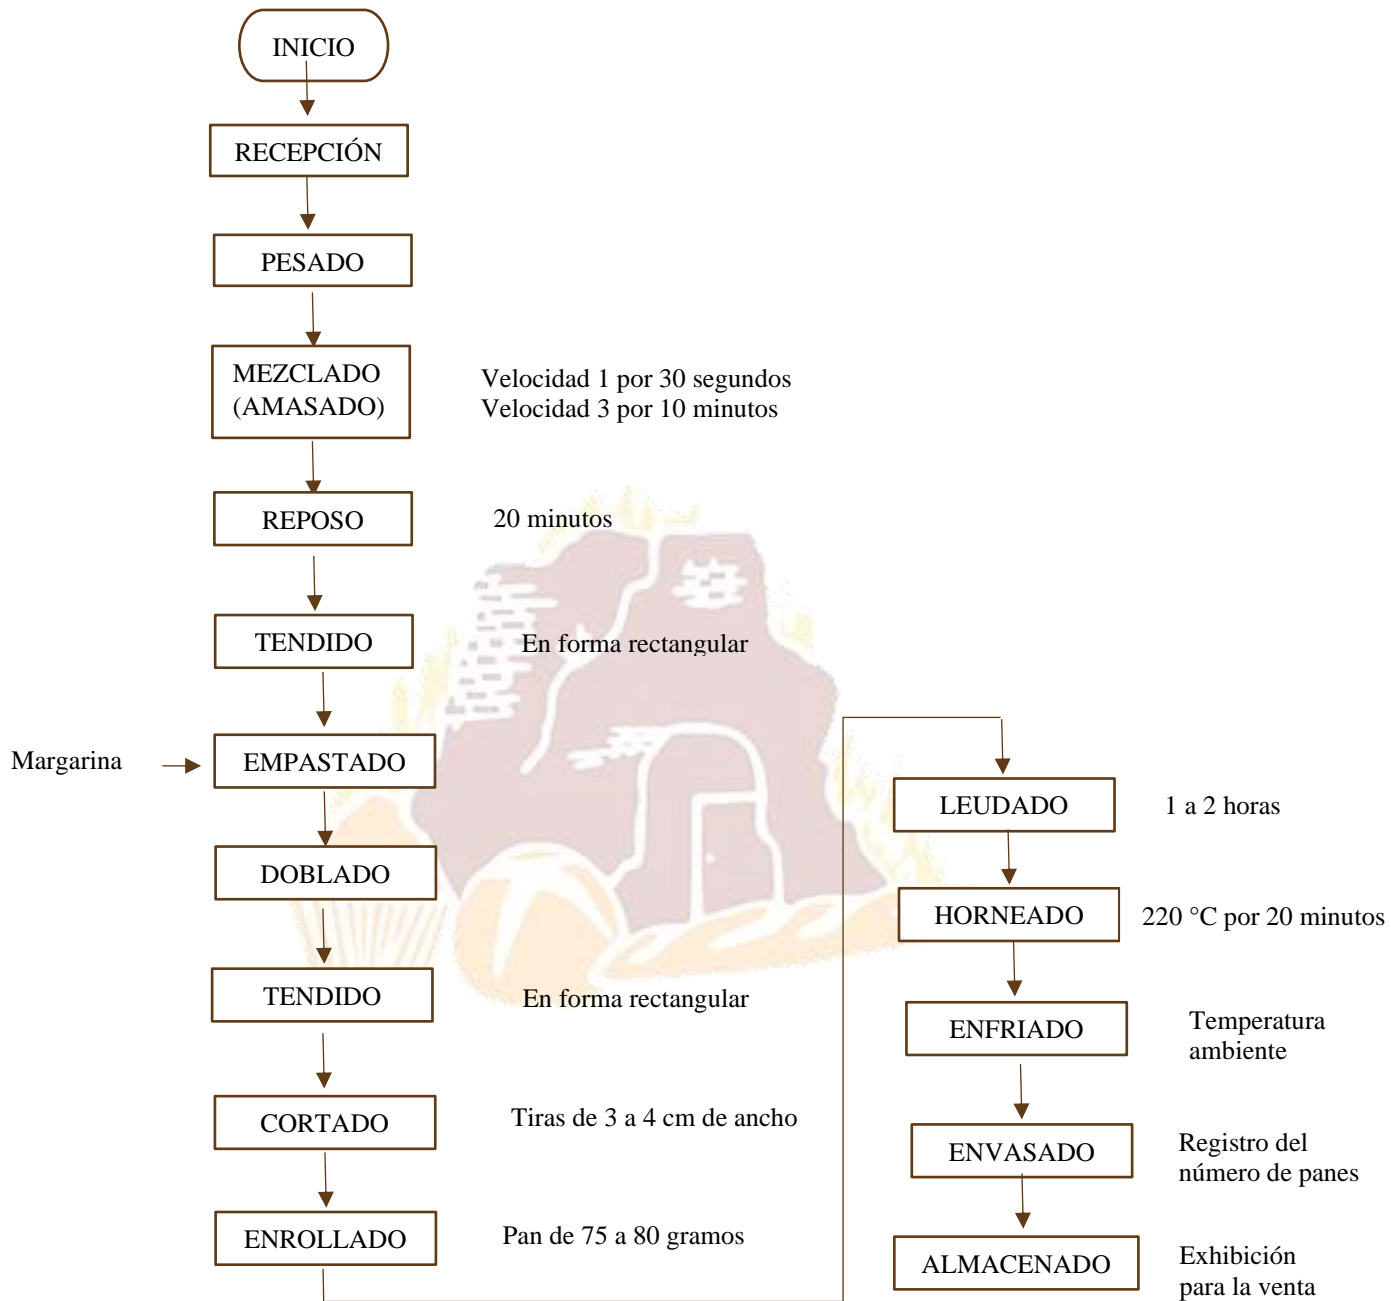 INICIO
RECEPCIÓN
PESADO
MEZCLADO
(AMASADO)
Velocidad 1 por 30 segundos
Velocidad 3 por 10 minutos
REPOSO
20 minutos
TENDIDO
En forma rectangular
Margarina
EMPASTADO
DOBLADO
TENDIDO
En forma rectangular
CORTADO
Tiras de 3 a 4 cm de ancho
ENROLLADO
Pan de 75 a 80 gramos
LEUDADO
1 a 2 horas
HORNEADO
220 °C por 20 minutos
ENFRIADO
Temperatura
ambiente
ENVASADO
Registro del
número de panes
ALMACENADO
Exhibición
para la venta